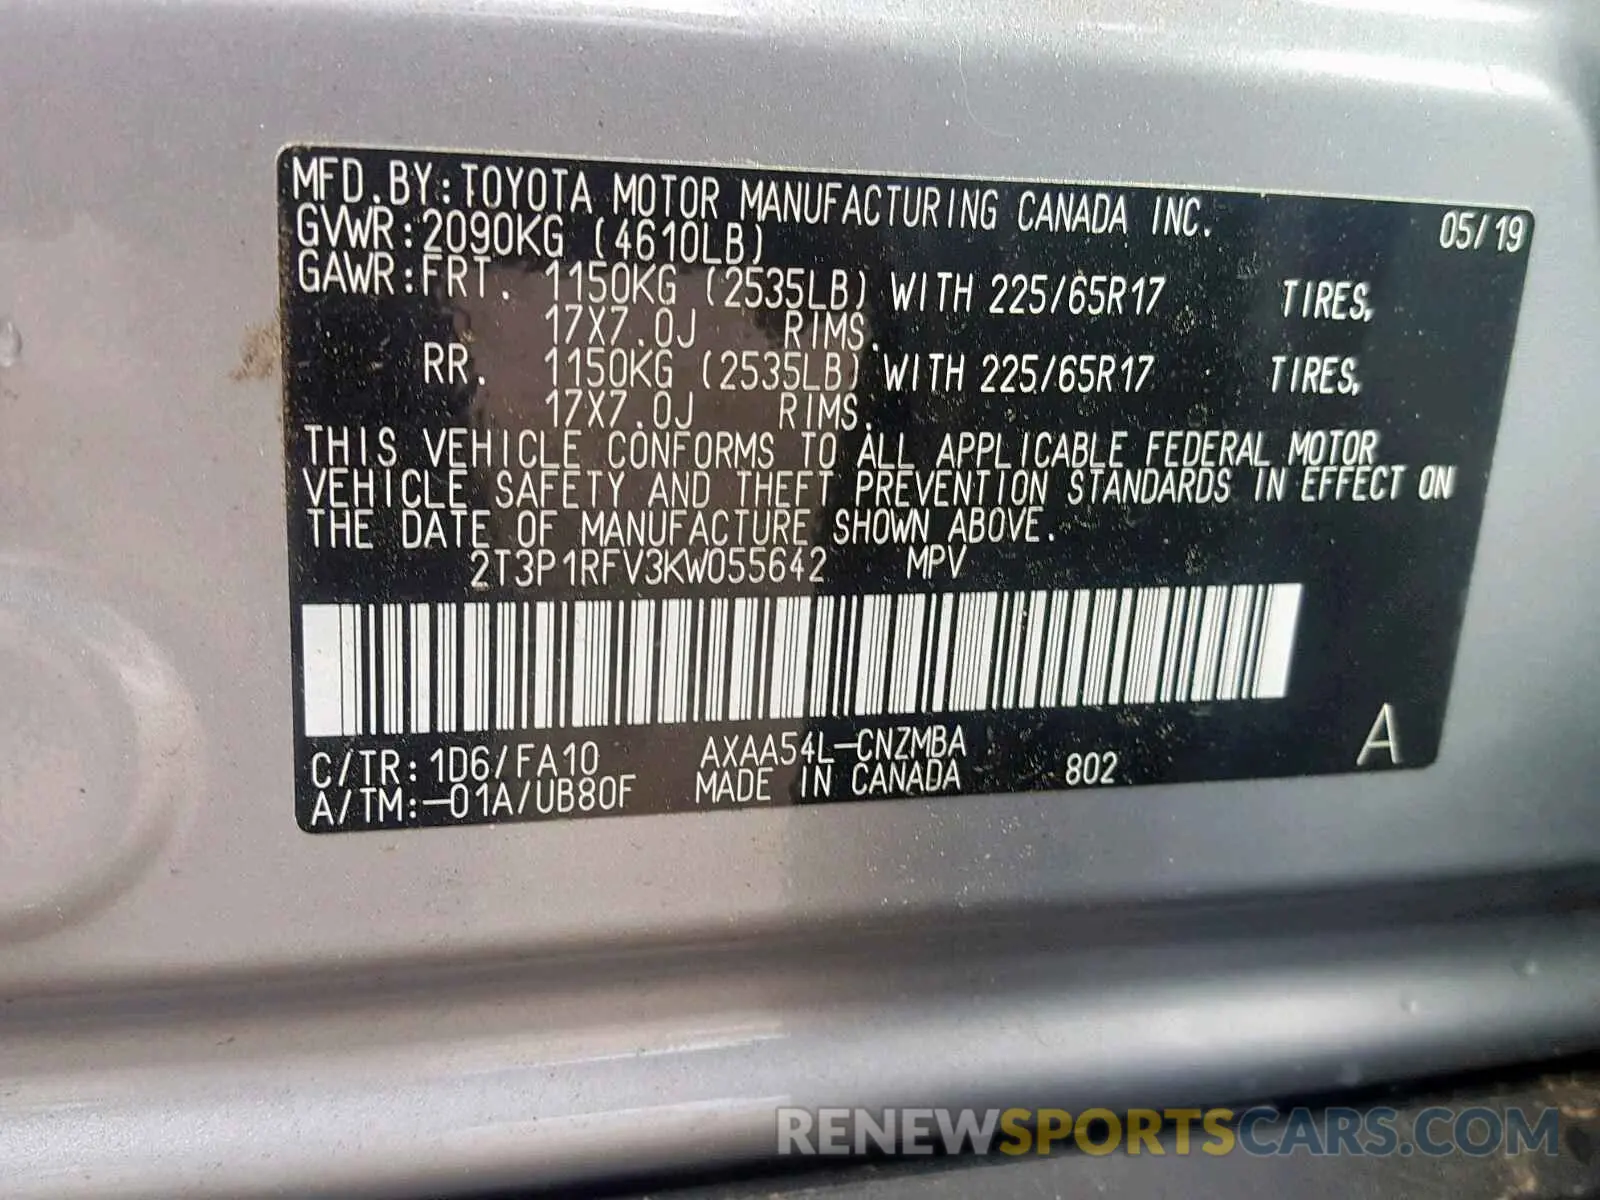 MFD.BY:TOYOTA MOTOR MANUFACTURING CANADA INC. 05/19
GVWR:2090KG (4610LB)
GAWR:FRT. 1150KG (2535LB) WITH 225/65R17 TIRES,
17X7.0J RIMS.
RR. 1150KG (2535LB) WITH 225/65R17 TIRES,
17X7.0J RIMS.
THIS VEHICLE CONFORMS TO ALL APPLICABLE FEDERAL MOTOR
VEHICLE SAFETY AND THEFT PREVENTION STANDARDS IN EFFECT ON
THE DATE OF MANUFACTURE SHOWN ABOVE.
2T3P1RFV3KW055642 MPV
C/TR:1D6/FA10 AXAA54L-CNZMBA
A/TM:-01A/UB80F MADE IN CANADA 802 A
RENEWSPORTSCARS.COM